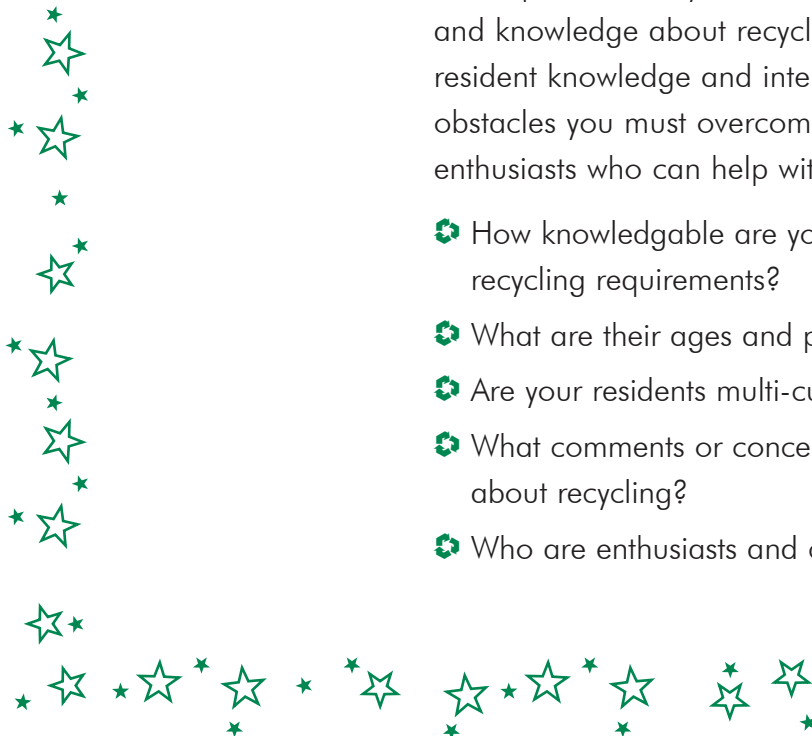 and knowledge about recycl
resident knowledge and inte
obstacles you must overcom
enthusiasts who can help wit
How knowledgable are yo
recycling requirements?
What are their ages and p
Are your residents multi-cu
What comments or conce
about recycling?
Who are enthusiasts and